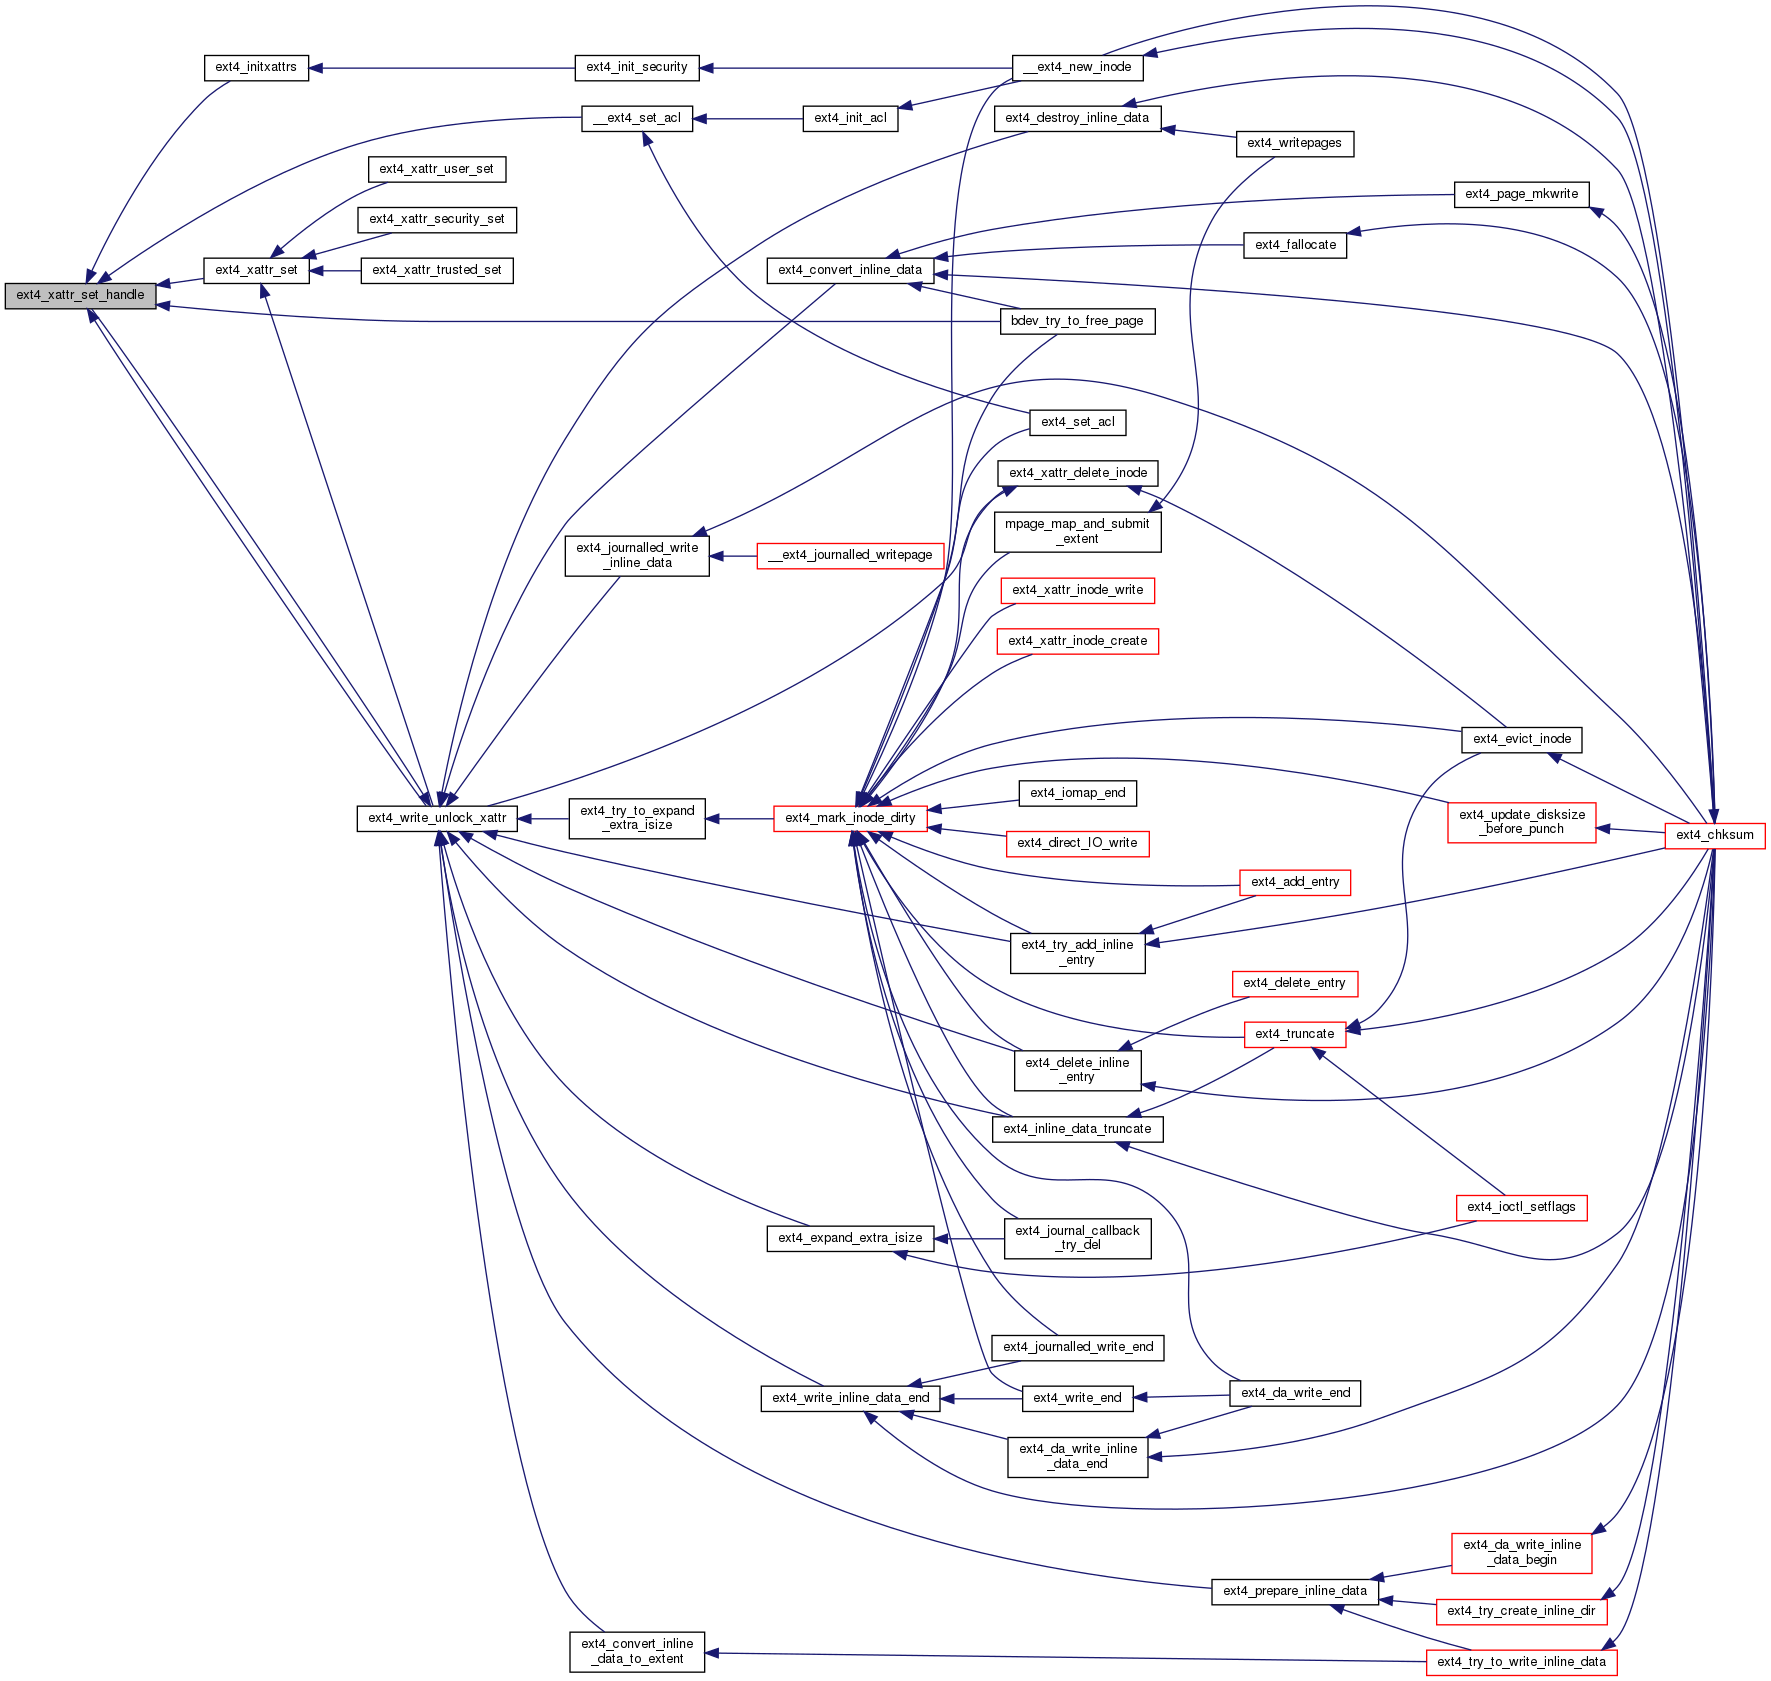 ext4_xattr_set_handle
ext4_initxattrs
ext4_init_security
__ext4_new_inode
__ext4_set_acl
ext4_init_acl
ext4_destroy_inline_data
ext4_writepages
ext4_xattr_user_set
ext4_xattr_security_set
ext4_xattr_set
ext4_xattr_trusted_set
ext4_page_mkwrite
ext4_fallocate
ext4_convert_inline_data
bdev_try_to_free_page
ext4_set_acl
ext4_xattr_delete_inode
mpage_map_and_submit
_extent
ext4_journalled_write
_inline_data
__ext4_journalled_writepage
ext4_xattr_inode_write
ext4_xattr_inode_create
ext4_evict_inode
ext4_iomap_end
ext4_write_unlock_xattr
ext4_try_to_expand
_extra_isize
ext4_mark_inode_dirty
ext4_direct_IO_write
ext4_update_disksize
_before_punch
ext4_chksum
ext4_add_entry
ext4_try_add_inline
_entry
ext4_delete_entry
ext4_truncate
ext4_delete_inline
_entry
ext4_inline_data_truncate
ext4_ioctl_setflags
ext4_expand_extra_isize
ext4_journal_callback
_try_del
ext4_journalled_write_end
ext4_write_inline_data_end
ext4_write_end
ext4_da_write_end
ext4_da_write_inline
_data_end
ext4_da_write_inline
_data_begin
ext4_prepare_inline_data
ext4_try_create_inline_dir
ext4_convert_inline
_data_to_extent
ext4_try_to_write_inline_data